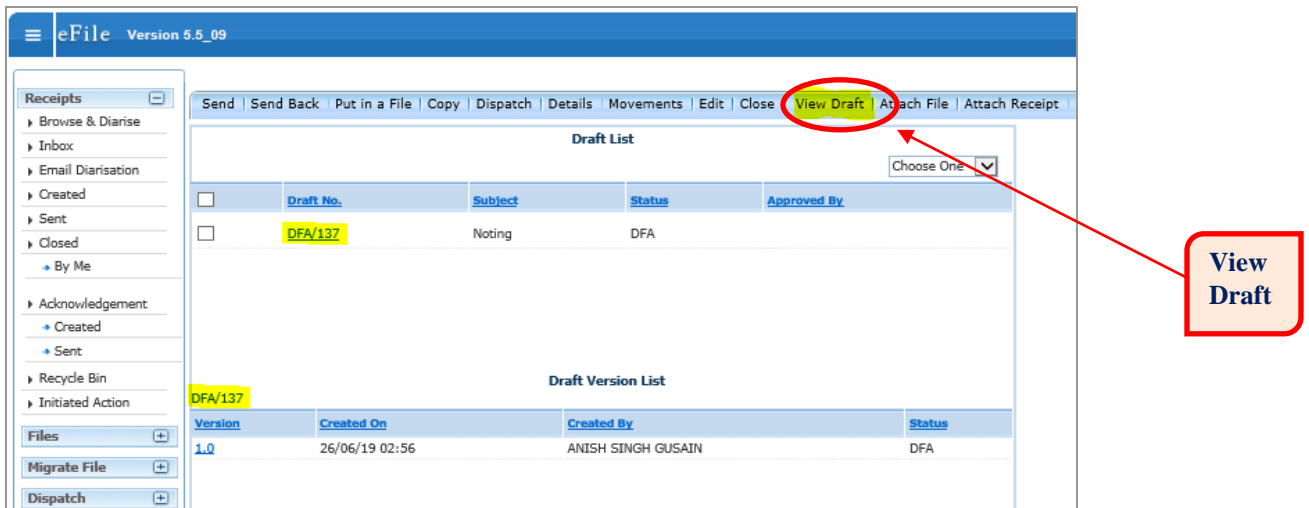 ≡ eFile Version 5.5_09
Receipts
Browse & Diarise
Inbox
Email Diarisation
Created
Sent
Closed
By Me
Acknowledgement
Created
Sent
Recycle Bin
Initiated Action
Files
Migrate File
Dispatch
Send | Send Back | Put in a File | Copy | Dispatch | Details | Movements | Edit | Close | View Draft | Attach File | Attach Receipt
Draft List
Choose One
Draft No. Subject Status Approved By
DFA/137 Noting DFA
Draft Version List
DFA/137
Version Created On Created By Status
1.0 26/06/19 02:56 ANISH SINGH GUSAIN DFA
View
Draft